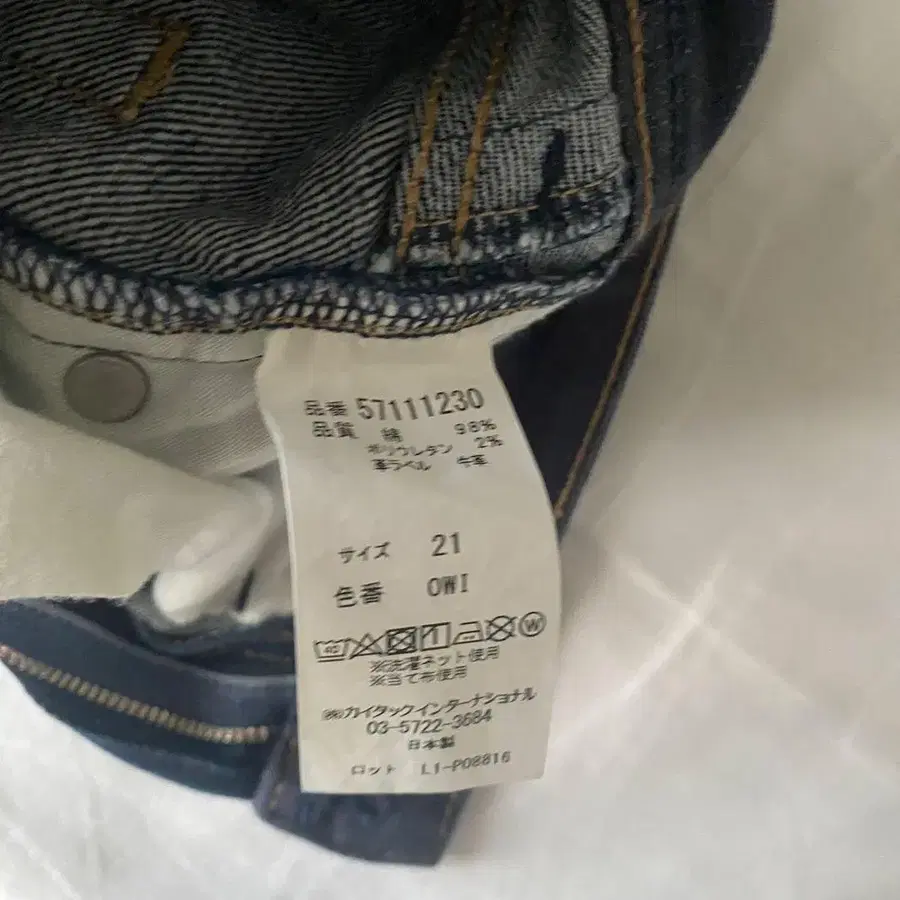 品番 57111230
品質 綿 98%
ポリウレタン 2%
革ラベル 牛革
サイズ 21
色番 OWI
40 W
※洗濯ネット使用
※当て布使用
㈱カイタックインターナショナル
03-5722-3684
日本製
ロット L1-P08816